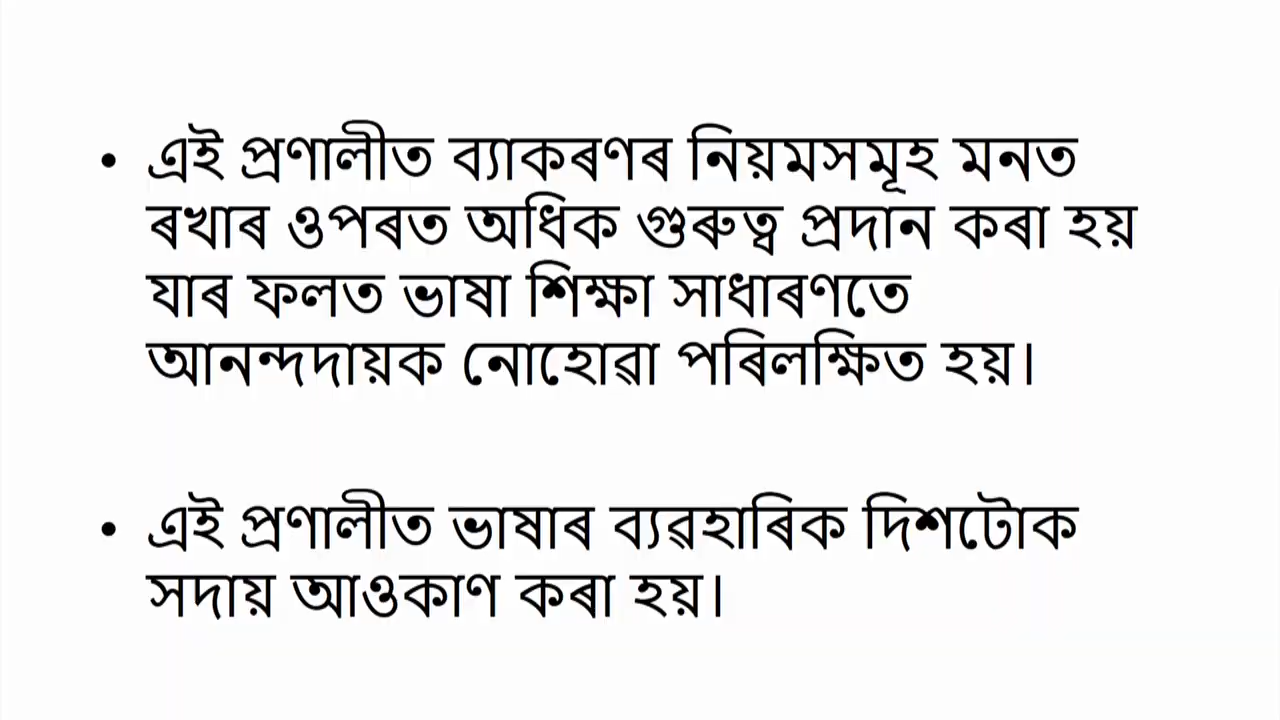 • এই প্ৰণালীত ব্যাকৰণৰ নিয়মসমূহ মনত
ৰখাৰ ওপৰত অধিক গুৰুত্ব প্ৰদান কৰা হয়
যাৰ ফলত ভাষা শিক্ষা সাধাৰণতে
আনন্দদায়ক নোহোৱা পৰিলক্ষিত হয়।
• এই প্ৰণালীত ভাষাৰ ব্যৱহাৰিক দিশটোক
সদায় আওকাণ কৰা হয়।